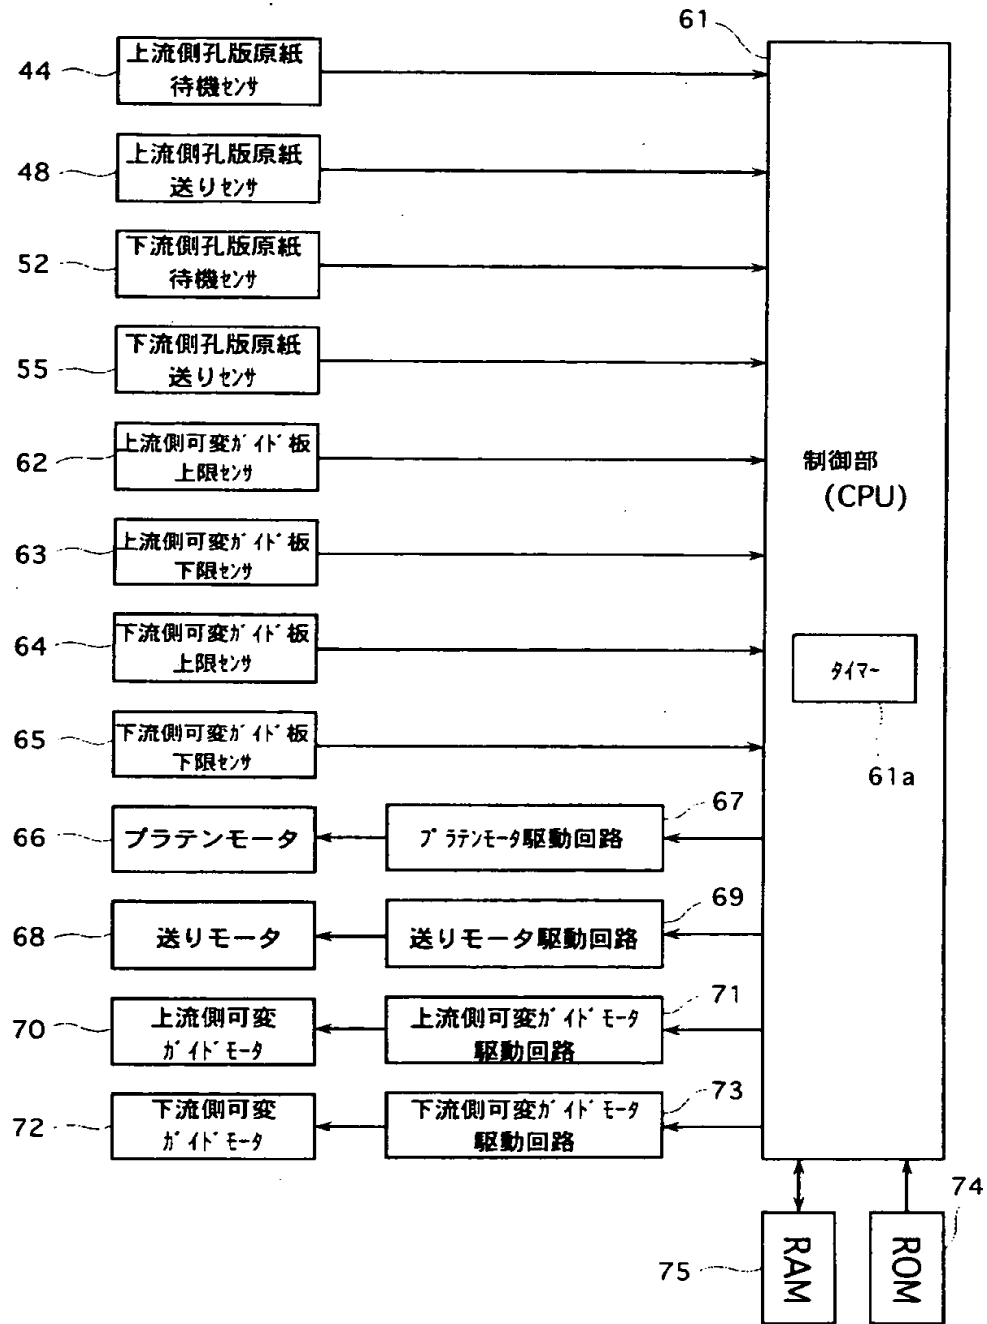 61
44
上流側孔版原紙
待機ｾﾝｻ
48
上流側孔版原紙
送りｾﾝｻ
52
下流側孔版原紙
待機ｾﾝｻ
55
下流側孔版原紙
送りｾﾝｻ
62
上流側可変ｶﾞｲﾄﾞ板
上限ｾﾝｻ
制御部
(CPU)
63
上流側可変ｶﾞｲﾄﾞ板
下限ｾﾝｻ
64
下流側可変ｶﾞｲﾄﾞ板
上限ｾﾝｻ
ﾀｲﾏｰ
61a
65
下流側可変ｶﾞｲﾄﾞ板
下限ｾﾝｻ
66
プラテンモータ
ﾌﾟﾗﾃﾝﾓｰﾀ駆動回路
67
68
送りモータ
送りモータ駆動回路
69
70
上流側可変
ｶﾞｲﾄﾞﾓｰﾀ
上流側可変ｶﾞｲﾄﾞﾓｰﾀ
駆動回路
71
72
下流側可変
ｶﾞｲﾄﾞﾓｰﾀ
下流側可変ｶﾞｲﾄﾞﾓｰﾀ
駆動回路
73
75
RAM
ROM
74